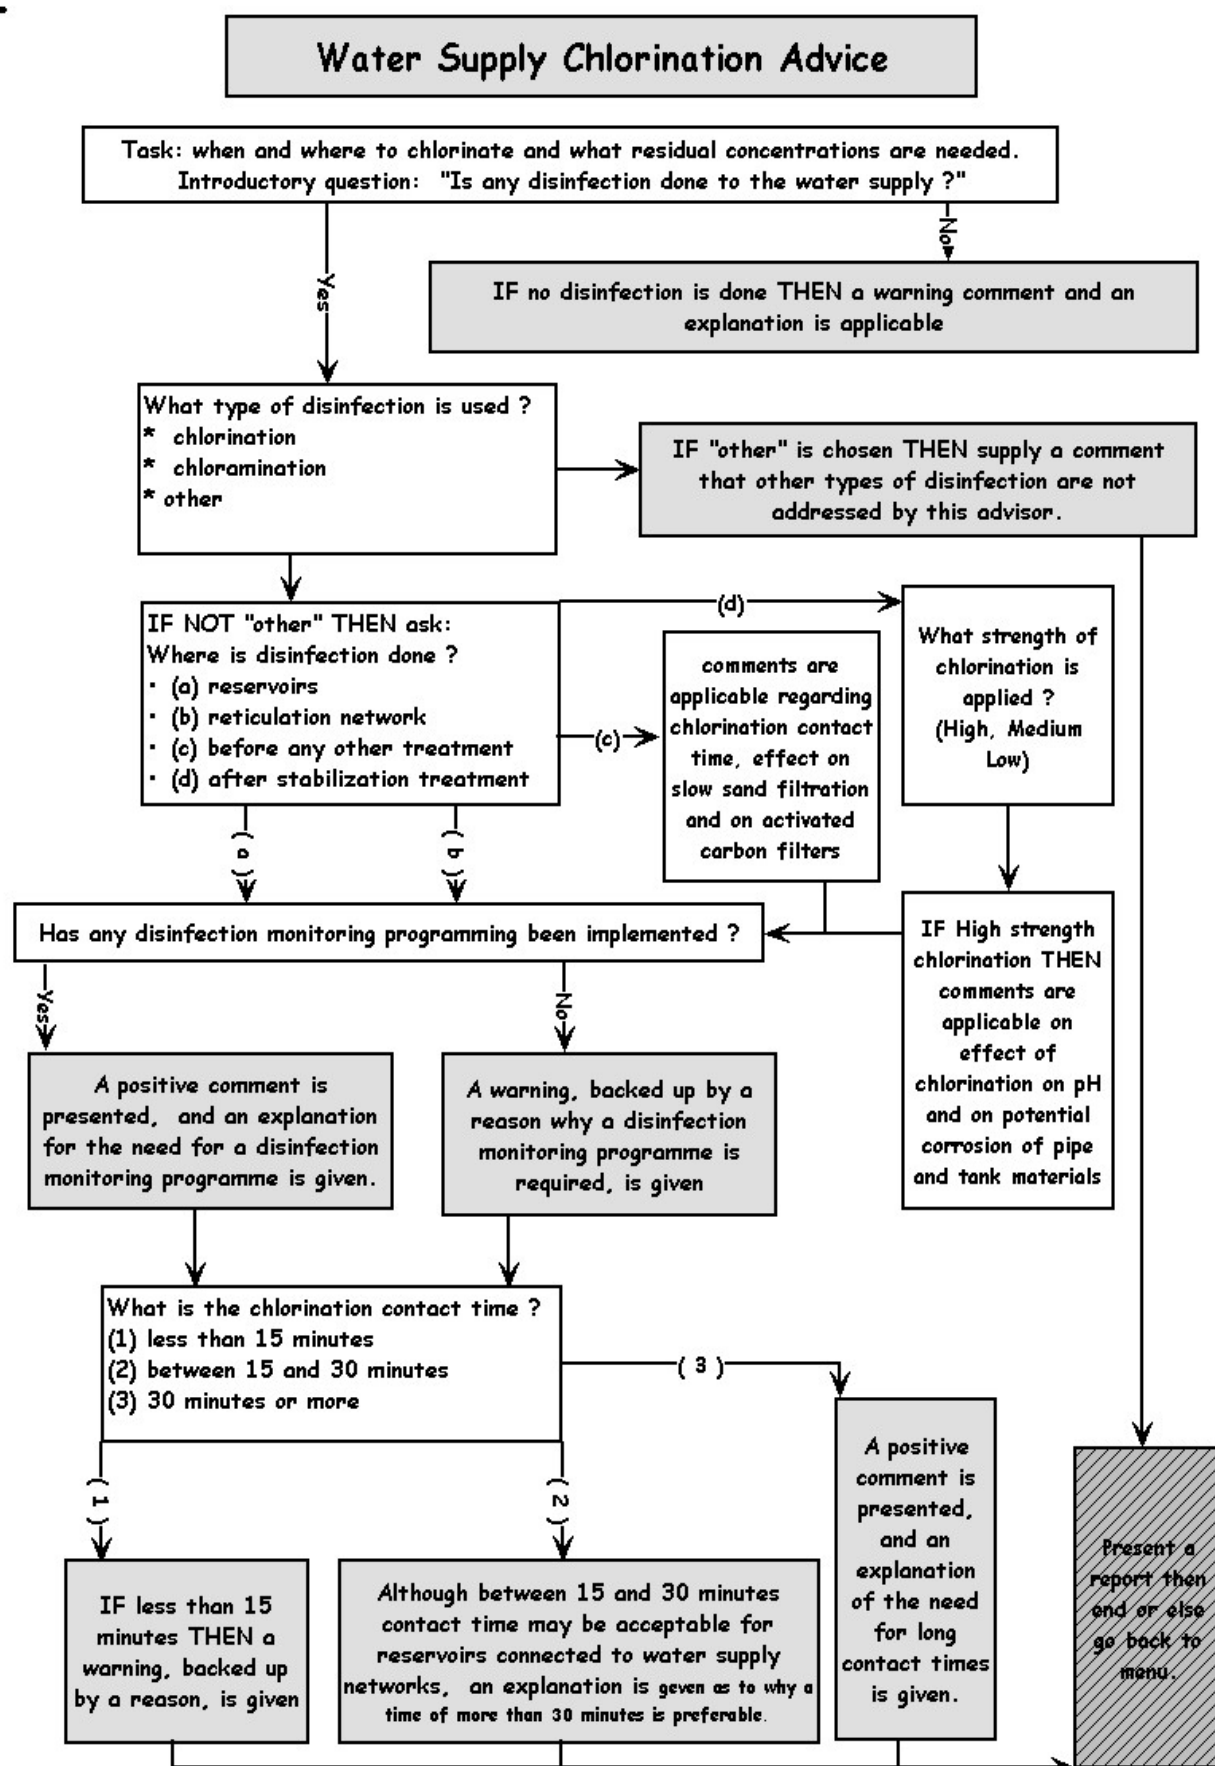 Water Supply Chlorination Advice
Task: when and where to chlorinate and what residual concentrations are needed.
Introductory question: "Is any disinfection done to the water supply ?"
No
Yes
IF no disinfection is done THEN a warning comment and an
explanation is applicable
What type of disinfection is used ?
* chlorination
* chloramination
* other
IF "other" is chosen THEN supply a comment
that other types of disinfection are not
addressed by this advisor.
IF NOT "other" THEN ask:
Where is disinfection done ?
· (a) reservoirs
· (b) reticulation network
· (c) before any other treatment
· (d) after stabilization treatment
(d)
(c)
What strength of
chlorination is
applied ?
(High, Medium
Low)
comments are
applicable regarding
chlorination contact
time, effect on
slow sand filtration
and on activated
carbon filters
( a )
( b )
Has any disinfection monitoring programming been implemented ?
IF High strength
chlorination THEN
comments are
applicable on
effect of
chlorination on pH
and on potential
corrosion of pipe
and tank materials
Yes
No
A positive comment is
presented, and an explanation
for the need for a disinfection
monitoring programme is given.
A warning, backed up by a
reason why a disinfection
monitoring programme is
required, is given
What is the chlorination contact time ?
(1) less than 15 minutes
(2) between 15 and 30 minutes
(3) 30 minutes or more
( 3 )
( 1 )
( 2 )
A positive
comment is
presented,
and an
explanation
of the need
for long
contact times
is given.
Present a
report then
end or else
go back to
menu.
IF less than 15
minutes THEN a
warning, backed up
by a reason, is given
Although between 15 and 30 minutes
contact time may be acceptable for
reservoirs connected to water supply
networks, an explanation is geven as to why a
time of more than 30 minutes is preferable.